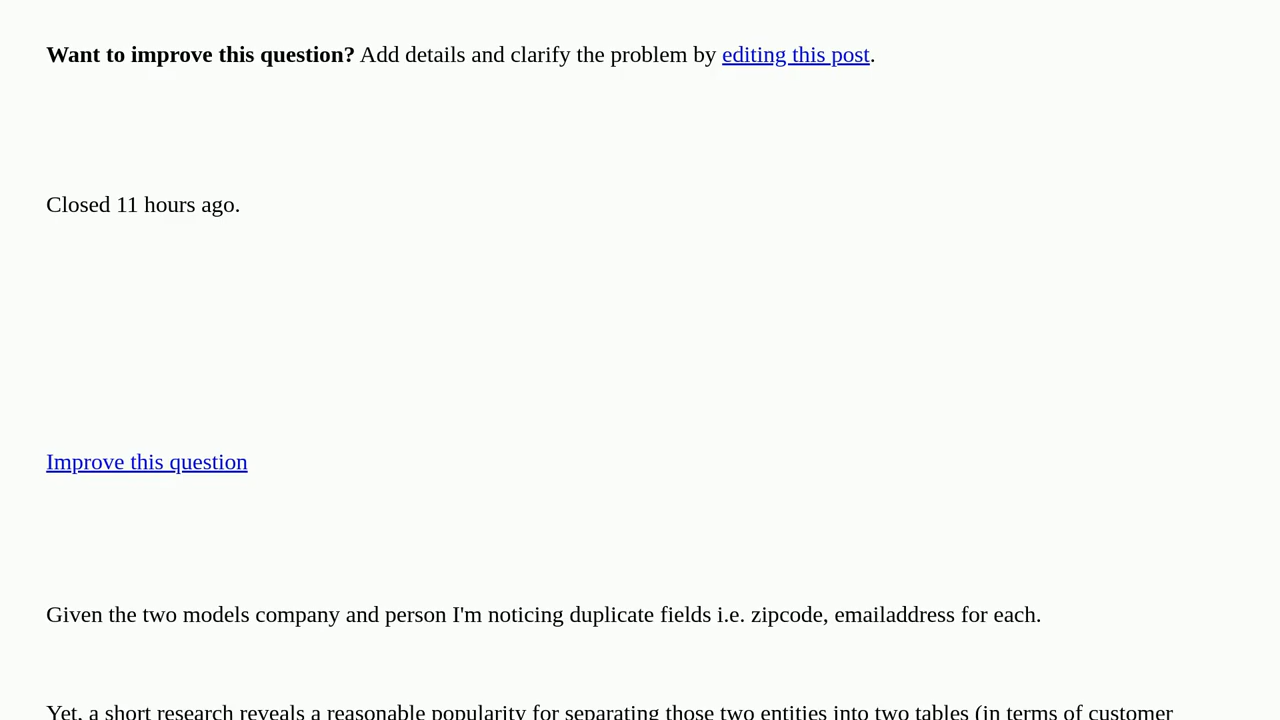 Want to improve this question? Add details and clarify the problem by editing this post.
Closed 11 hours ago.
Improve this question
Given the two models company and person I'm noticing duplicate fields i.e. zipcode, emailaddress for each.
Yet, a short research reveals a reasonable popularity for separating those two entities into two tables (in terms of customer